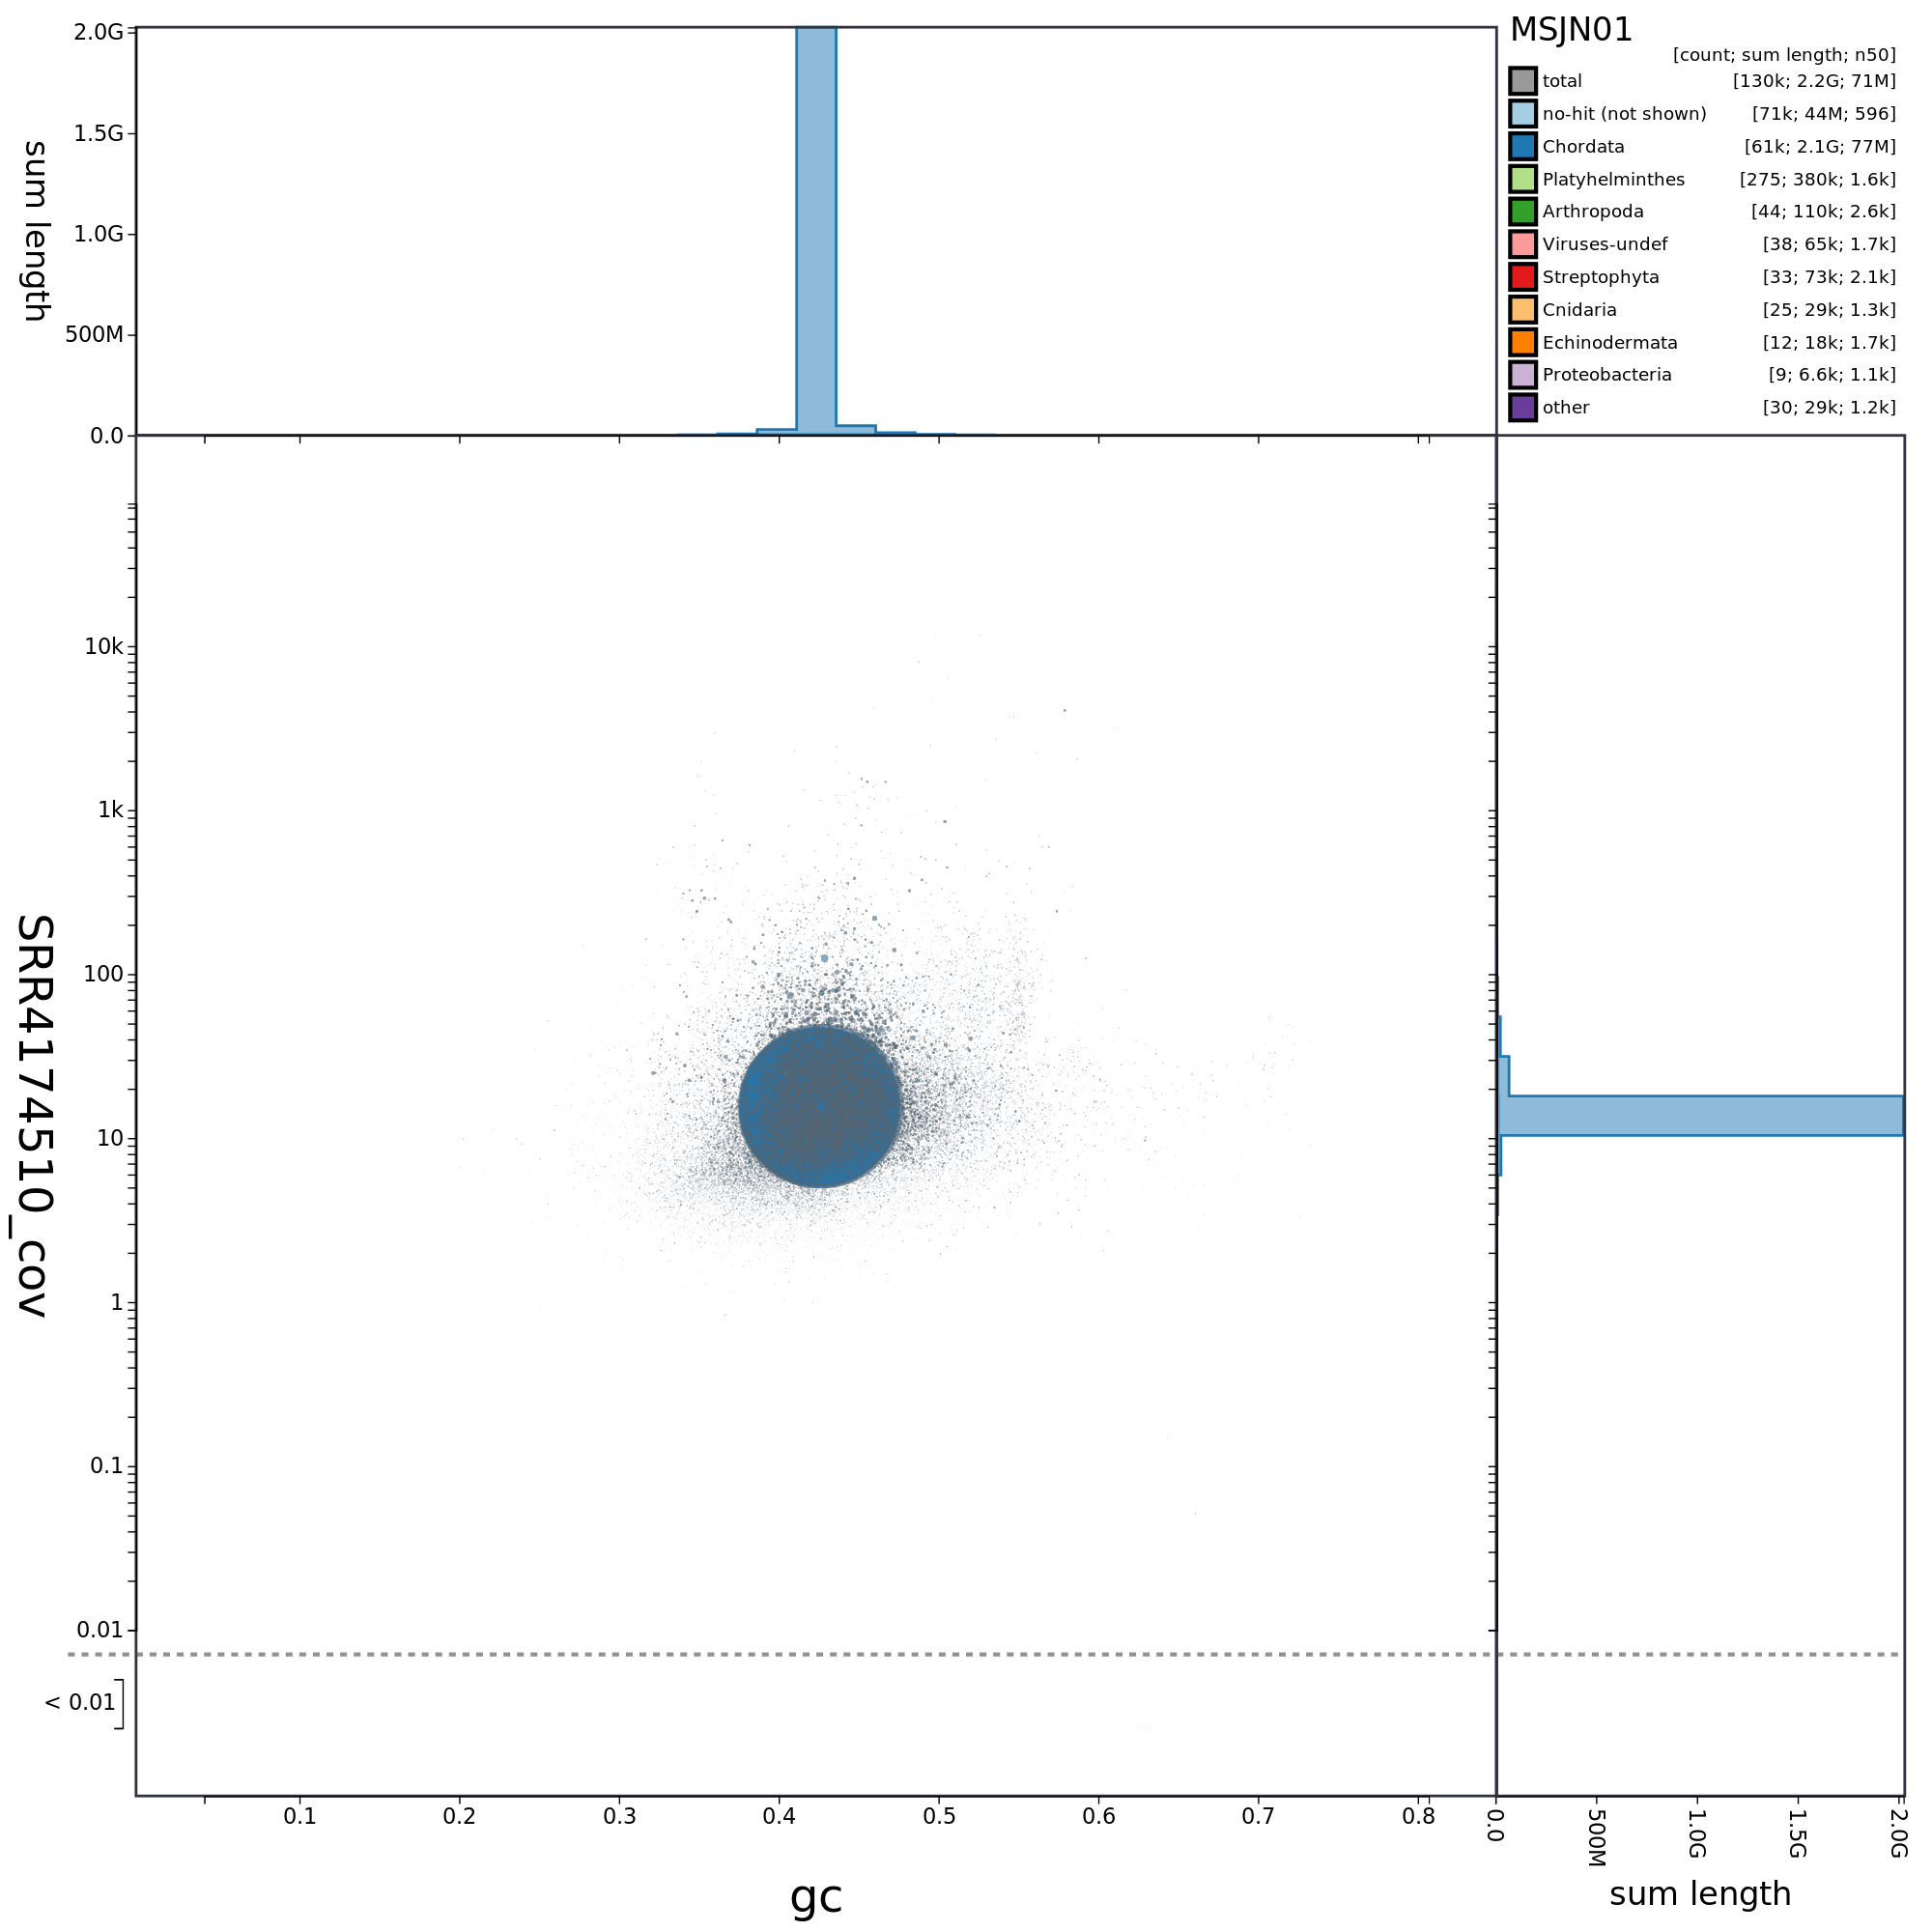 MSJN01
[count; sum length; n50]
total [130k; 2.2G; 71M]
no-hit (not shown) [71k; 44M; 596]
Chordata [61k; 2.1G; 77M]
Platyhelminthes [275; 380k; 1.6k]
Arthropoda [44; 110k; 2.6k]
Viruses-undef [38; 65k; 1.7k]
Streptophyta [33; 73k; 2.1k]
Cnidaria [25; 29k; 1.3k]
Echinodermata [12; 18k; 1.7k]
Proteobacteria [9; 6.6k; 1.1k]
other [30; 29k; 1.2k]
sum length
2.0G
1.5G
1.0G
500M
0.0
SRR4174510_cov
10k
1k
100
10
1
0.1
0.01
< 0.01
0.1 0.2 0.3 0.4 0.5 0.6 0.7 0.8
gc
0.0 500M 1.0G 1.5G 2.0G
sum length